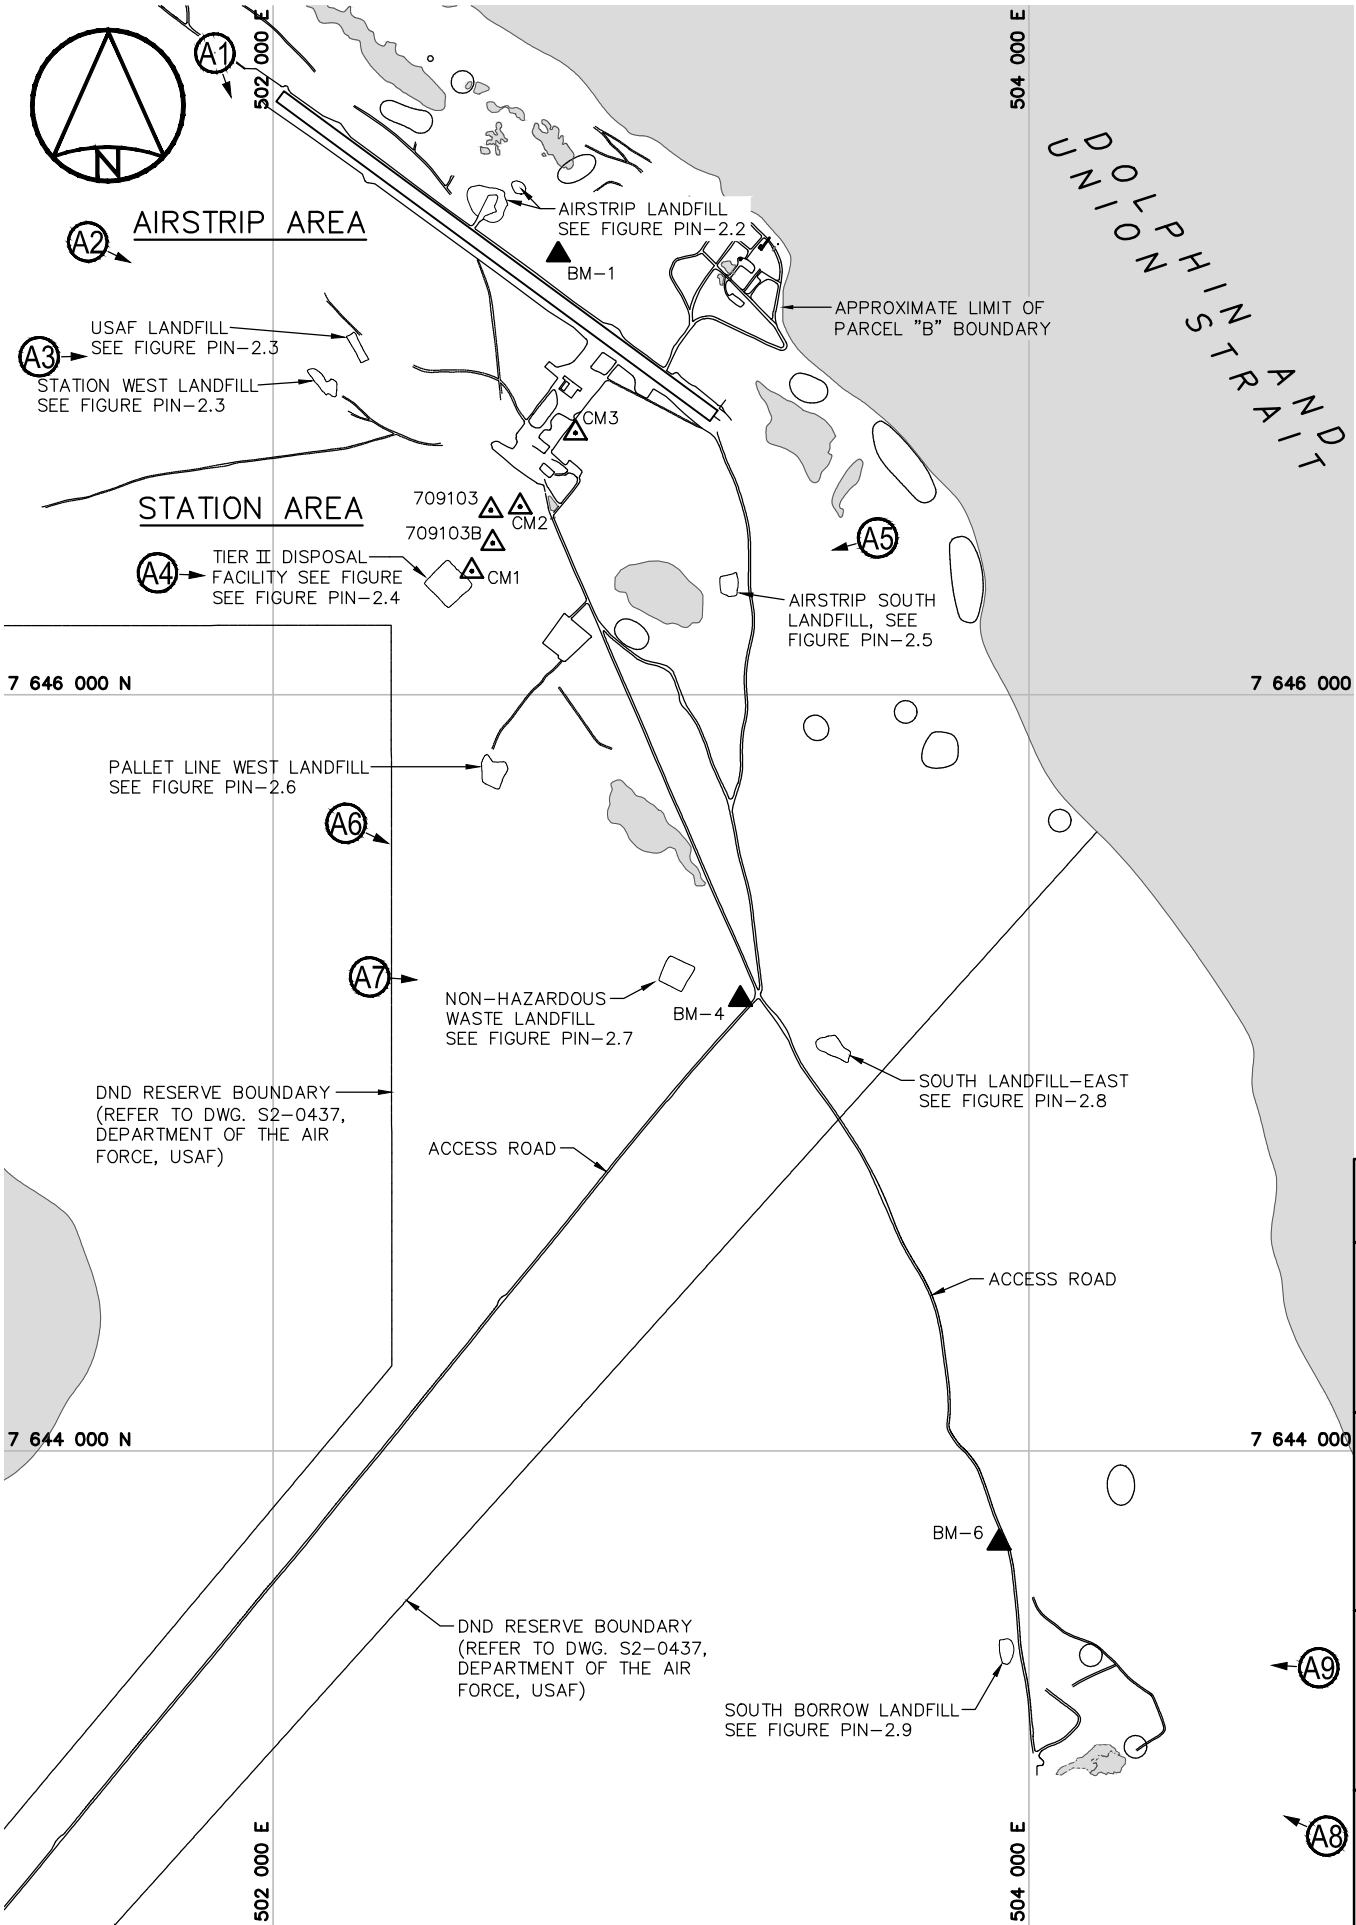 502 000 E
504 000 E
A1
N
DOLPHIN AND
UNION STRAIT
AIRSTRIP AREA
A2
AIRSTRIP LANDFILL
SEE FIGURE PIN-2.2
BM-1
APPROXIMATE LIMIT OF
PARCEL "B" BOUNDARY
USAF LANDFILL
SEE FIGURE PIN-2.3
A3
STATION WEST LANDFILL
SEE FIGURE PIN-2.3
CM3
STATION AREA
709103
CM2
709103B
A5
A4
TIER II DISPOSAL
FACILITY SEE FIGURE
SEE FIGURE PIN-2.4
CM1
AIRSTRIP SOUTH
LANDFILL, SEE
FIGURE PIN-2.5
7 646 000 N
7 646 000
PALLET LINE WEST LANDFILL
SEE FIGURE PIN-2.6
A6
A7
NON-HAZARDOUS
WASTE LANDFILL
SEE FIGURE PIN-2.7
BM-4
SOUTH LANDFILL-EAST
SEE FIGURE PIN-2.8
DND RESERVE BOUNDARY
(REFER TO DWG. S2-0437,
DEPARTMENT OF THE AIR
FORCE, USAF)
ACCESS ROAD
ACCESS ROAD
7 644 000 N
7 644 000
BM-6
DND RESERVE BOUNDARY
(REFER TO DWG. S2-0437,
DEPARTMENT OF THE AIR
FORCE, USAF)
A9
SOUTH BORROW LANDFILL
SEE FIGURE PIN-2.9
A8
502 000 E
504 000 E